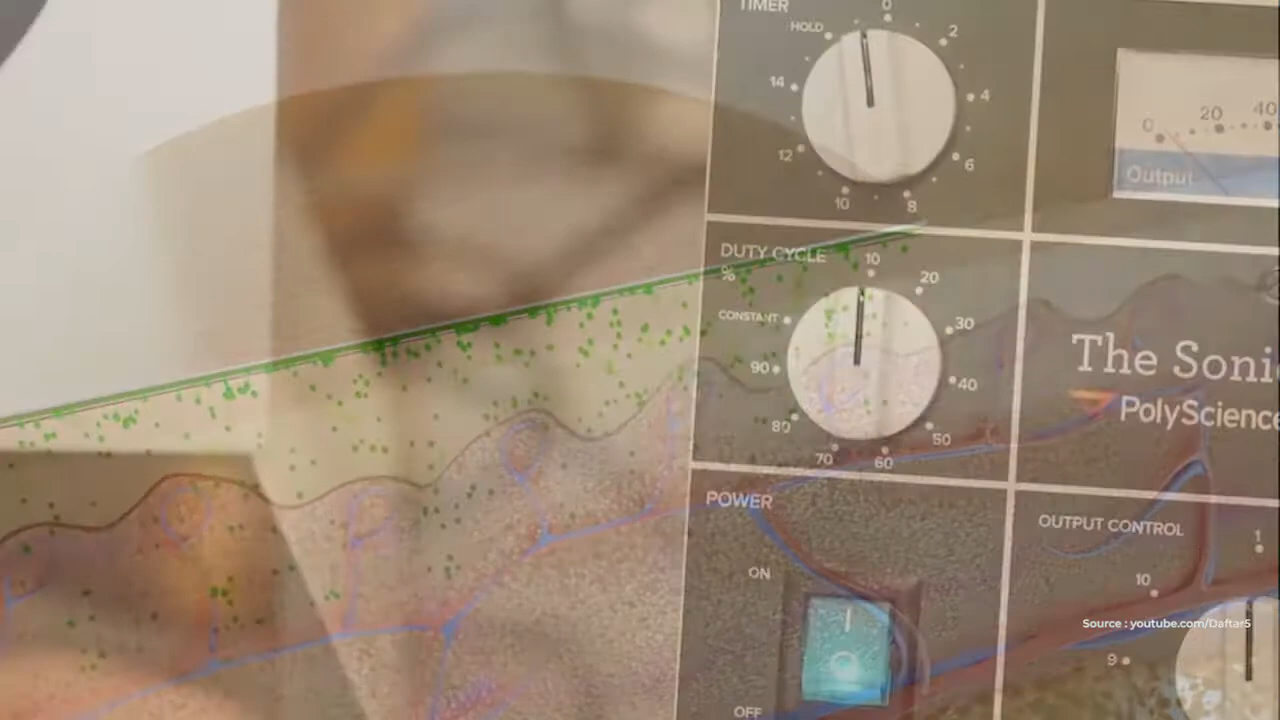 TIMER
HOLD
0
2
4
6
8
10
12
14
0 20 40
Output
DUTY CYCLE
%
10
20
30
40
50
60
70
80
90
CONSTANT
The Soni
PolyScience
POWER
ON
OFF
OUTPUT CONTROL
1
10
9
Source : youtube.com/Daftar5